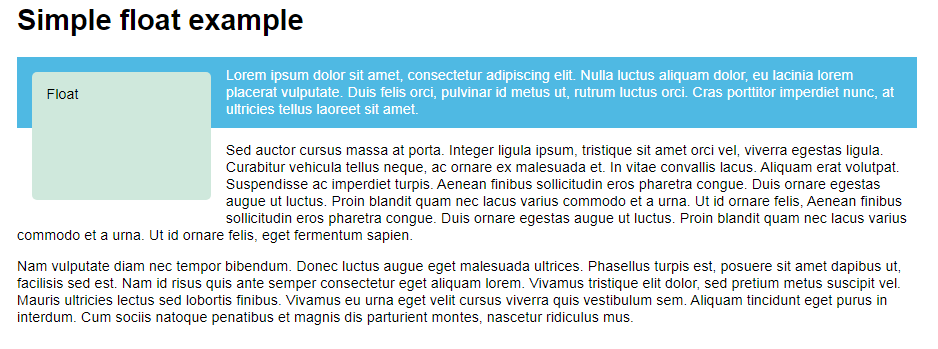 Simple float example
Float
Lorem ipsum dolor sit amet, consectetur adipiscing elit. Nulla luctus aliquam dolor, eu lacinia lorem
placerat vulputate. Duis felis orci, pulvinar id metus ut, rutrum luctus orci. Cras porttitor imperdiet nunc, at
ultricies tellus laoreet sit amet.
Sed auctor cursus massa at porta. Integer ligula ipsum, tristique sit amet orci vel, viverra egestas ligula.
Curabitur vehicula tellus neque, ac ornare ex malesuada et. In vitae convallis lacus. Aliquam erat volutpat.
Suspendisse ac imperdiet turpis. Aenean finibus sollicitudin eros pharetra congue. Duis ornare egestas
augue ut luctus. Proin blandit quam nec lacus varius commodo et a urna. Ut id ornare felis, Aenean finibus
sollicitudin eros pharetra congue. Duis ornare egestas augue ut luctus. Proin blandit quam nec lacus varius
commodo et a urna. Ut id ornare felis, eget fermentum sapien.
Nam vulputate diam nec tempor bibendum. Donec luctus augue eget malesuada ultrices. Phasellus turpis est, posuere sit amet dapibus ut,
facilisis sed est. Nam id risus quis ante semper consectetur eget aliquam lorem. Vivamus tristique elit dolor, sed pretium metus suscipit vel.
Mauris ultricies lectus sed lobortis finibus. Vivamus eu urna eget velit cursus viverra quis vestibulum sem. Aliquam tincidunt eget purus in
interdum. Cum sociis natoque penatibus et magnis dis parturient montes, nascetur ridiculus mus.